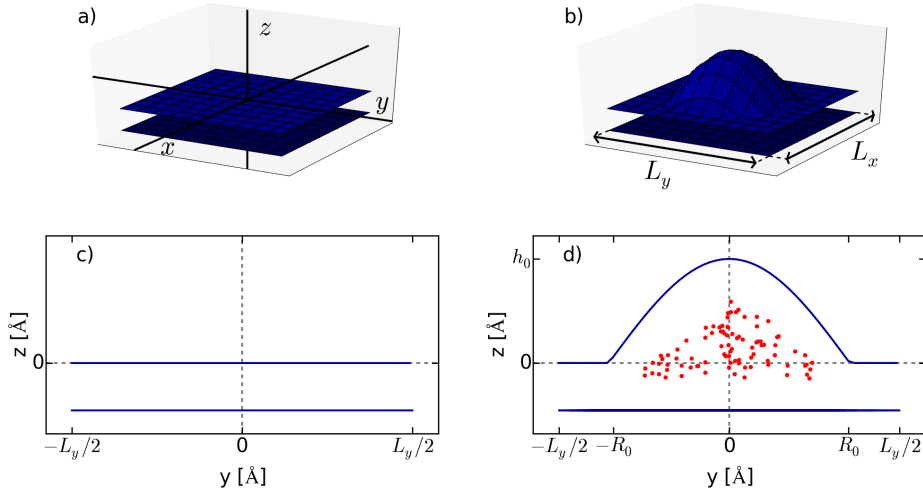 a)
z
y
x
b)
L_y
L_x
c)
z [Å]
0
−L_y/2
0
L_y/2
y [Å]
d)
h_0
z [Å]
0
−L_y/2
−R_0
0
R_0
L_y/2
y [Å]